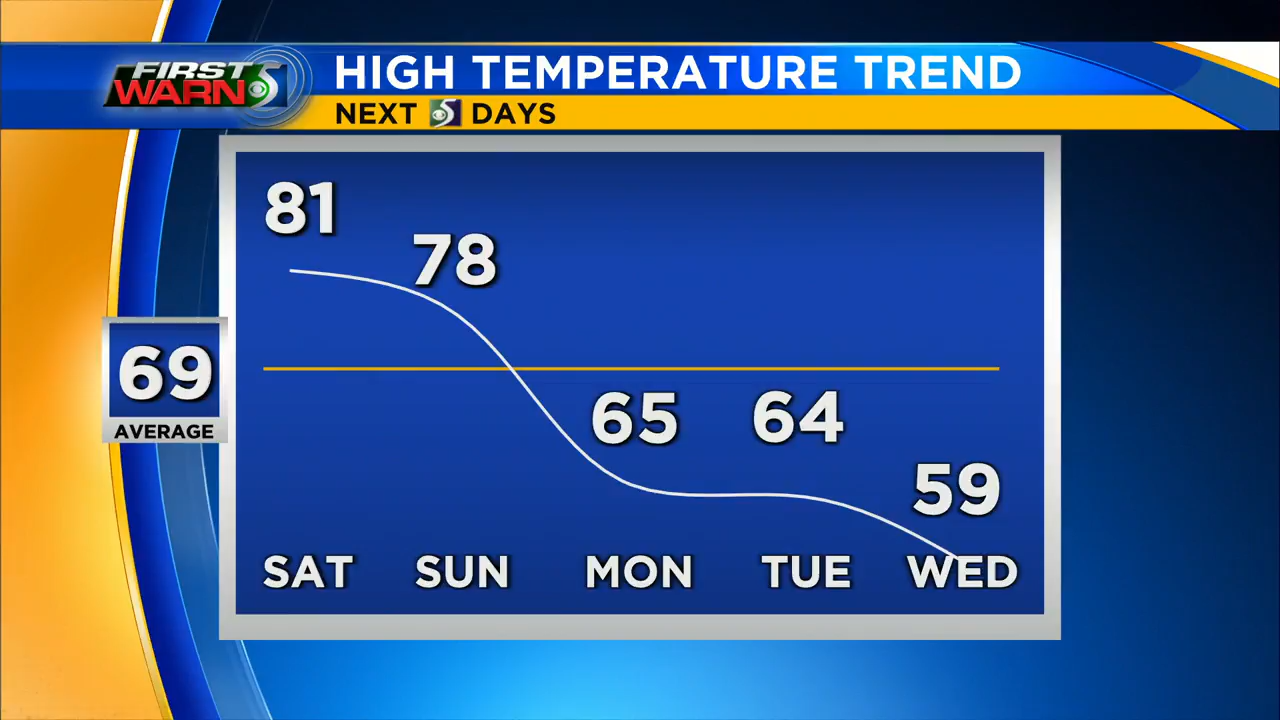 FIRST
WARN 5
HIGH TEMPERATURE TREND
NEXT 5 DAYS
81
78
69
AVERAGE
65
64
59
SAT SUN MON TUE WED